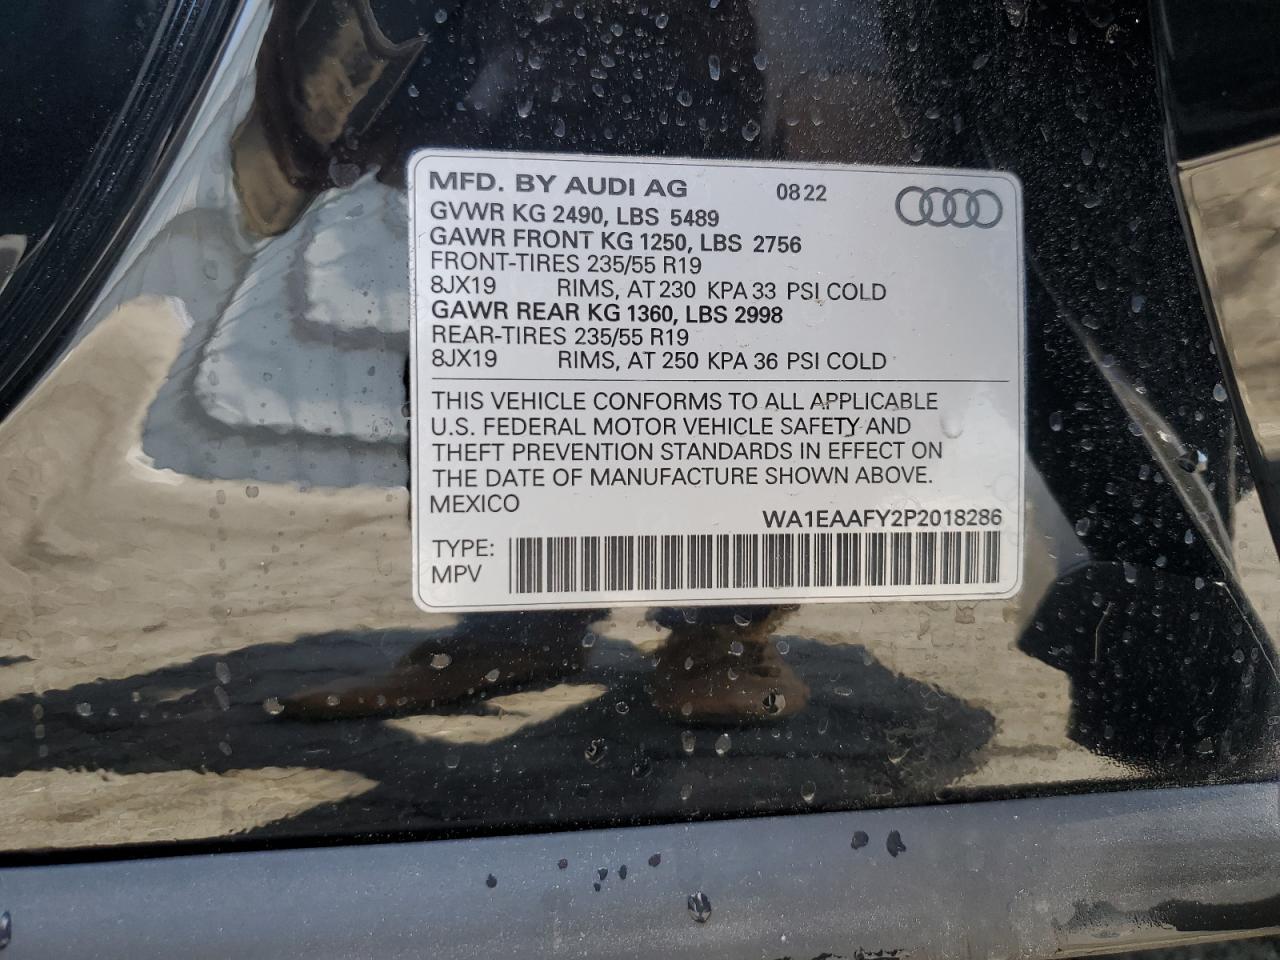 MFD. BY AUDI AG 08 22
GVWR KG 2490, LBS 5489
GAWR FRONT KG 1250, LBS 2756
FRONT-TIRES 235/55 R19
8JX19 RIMS, AT 230 KPA 33 PSI COLD
GAWR REAR KG 1360, LBS 2998
REAR-TIRES 235/55 R19
8JX19 RIMS, AT 250 KPA 36 PSI COLD
THIS VEHICLE CONFORMS TO ALL APPLICABLE
U.S. FEDERAL MOTOR VEHICLE SAFETY AND
THEFT PREVENTION STANDARDS IN EFFECT ON
THE DATE OF MANUFACTURE SHOWN ABOVE.
MEXICO
WA1EAAFY2P2018286
TYPE:
MPV